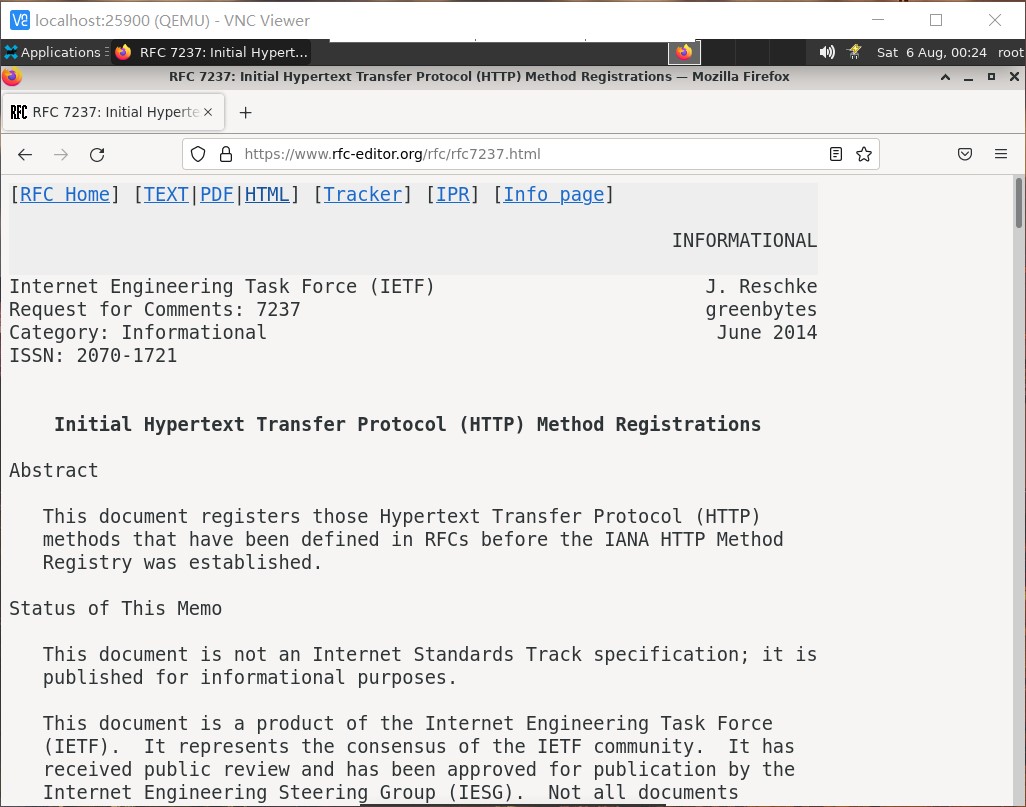 localhost:25900 (QEMU) - VNC Viewer
Applications RFC 7237: Initial Hypert... Sat 6 Aug, 00:24 root
RFC 7237: Initial Hypertext Transfer Protocol (HTTP) Method Registrations — Mozilla Firefox
RFC RFC 7237: Initial Hyperte
https://www.rfc-editor.org/rfc/rfc7237.html
[RFC Home] [TEXT|PDF|HTML] [Tracker] [IPR] [Info page]
INFORMATIONAL
Internet Engineering Task Force (IETF) J. Reschke
Request for Comments: 7237 greenbytes
Category: Informational June 2014
ISSN: 2070-1721
Initial Hypertext Transfer Protocol (HTTP) Method Registrations
Abstract
This document registers those Hypertext Transfer Protocol (HTTP)
methods that have been defined in RFCs before the IANA HTTP Method
Registry was established.
Status of This Memo
This document is not an Internet Standards Track specification; it is
published for informational purposes.
This document is a product of the Internet Engineering Task Force
(IETF). It represents the consensus of the IETF community. It has
received public review and has been approved for publication by the
Internet Engineering Steering Group (IESG). Not all documents